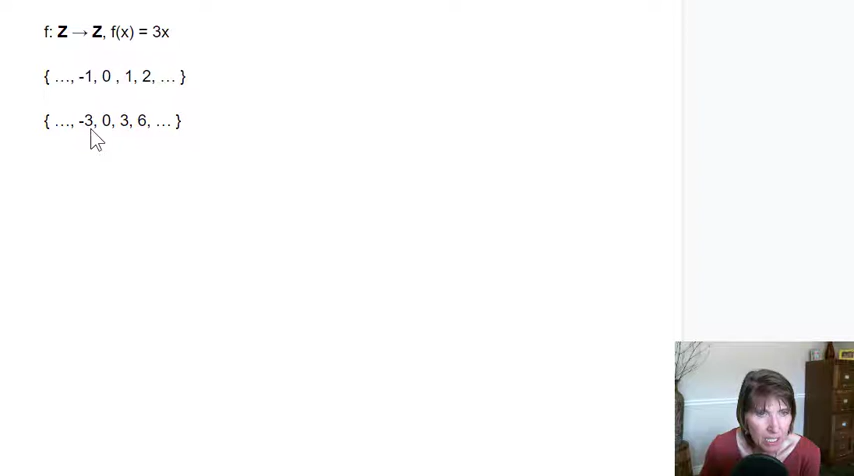 f: Z → Z, f(x) = 3x
{ …, -1, 0 , 1, 2, … }
{ …, -3, 0, 3, 6, … }